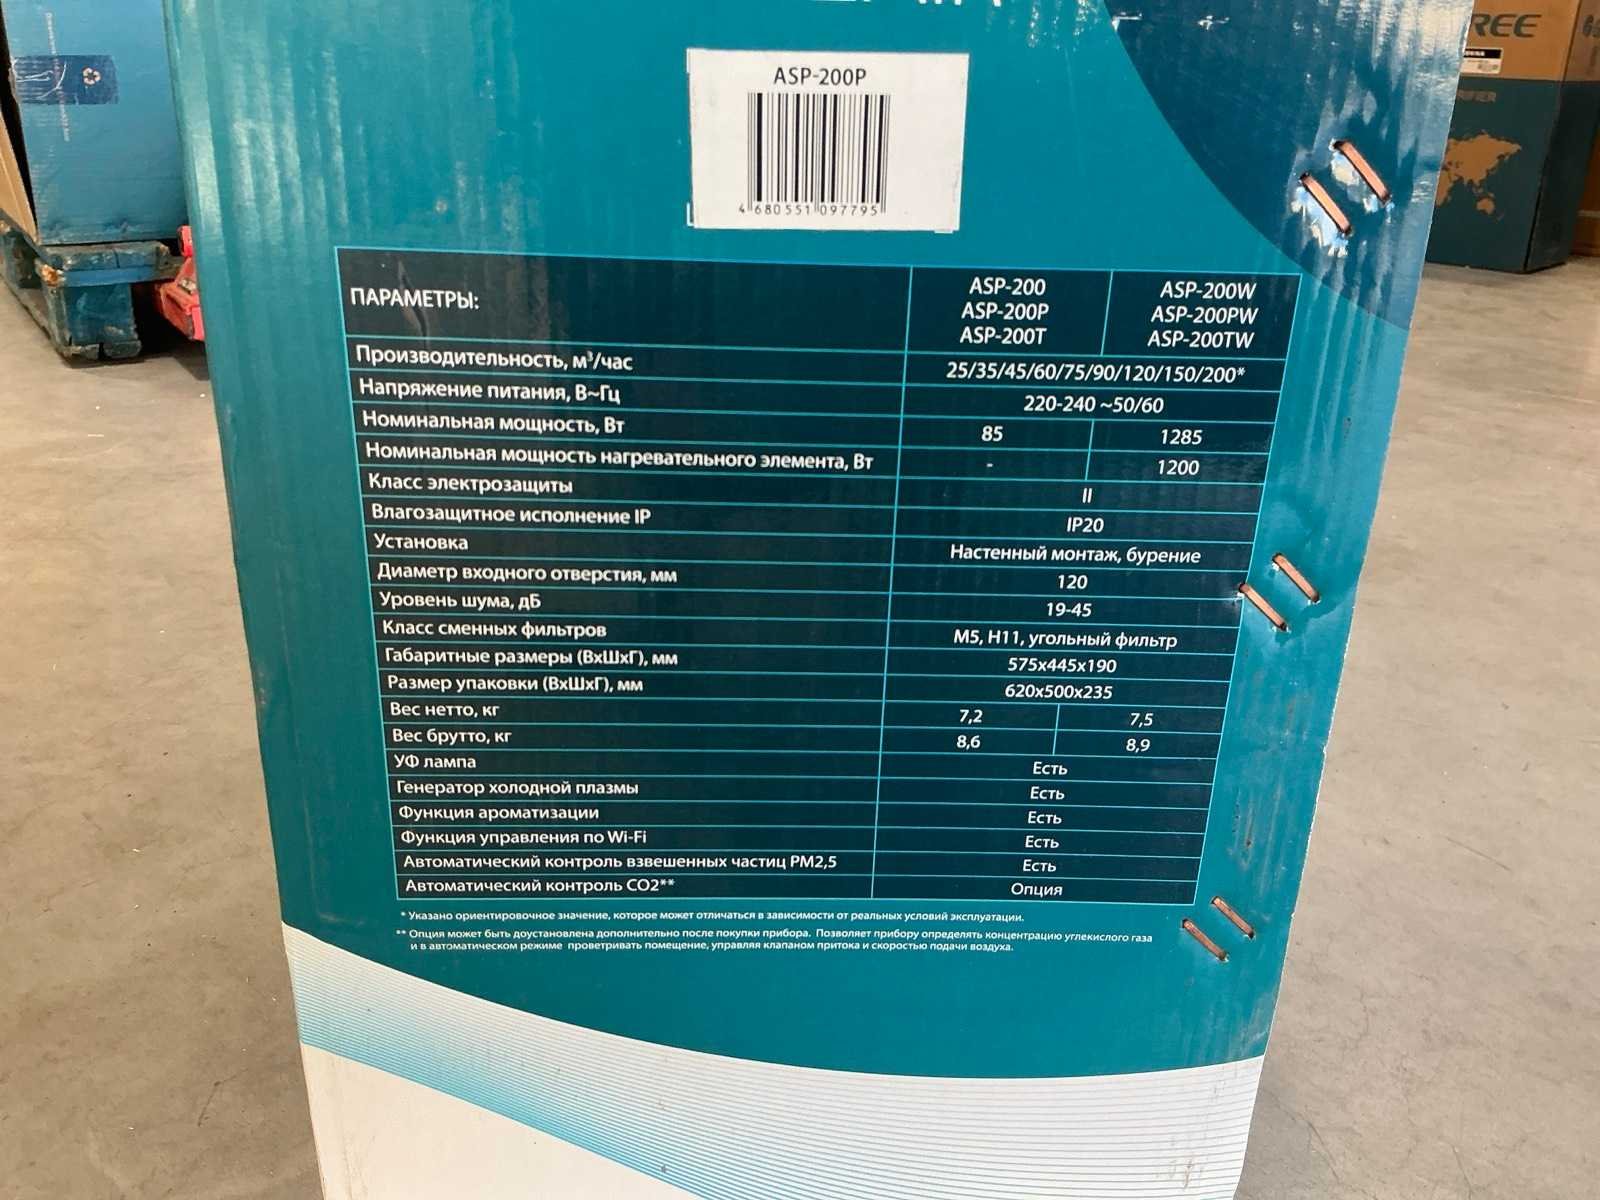 REE
RIFIER
ASP-200P
4 680551 097795
ПАРАМЕТРЫ:
ASP-200 ASP-200W
ASP-200P ASP-200PW
ASP-200T ASP-200TW
Производительность, м³/час 25/35/45/60/75/90/120/150/200*
Напряжение питания, В~Гц 220-240 ~50/60
Номинальная мощность, Вт 85 1285
Номинальная мощность нагревательного элемента, Вт - 1200
Класс электрозащиты II
Влагозащитное исполнение IP IP20
Установка Настенный монтаж, бурение
Диаметр входного отверстия, мм 120
Уровень шума, дБ 19-45
Класс сменных фильтров M5, H11, угольный фильтр
Габаритные размеры (ВхШхГ), мм 575х445х190
Размер упаковки (ВхШхГ), мм 620х500х235
Вес нетто, кг 7,2 7,5
Вес брутто, кг 8,6 8,9
УФ лампа Есть
Генератор холодной плазмы Есть
Функция ароматизации Есть
Функция управления по Wi-Fi Есть
Автоматический контроль взвешенных частиц PM2,5 Есть
Автоматический контроль CO2** Опция
* Указано ориентировочное значение, которое может отличаться в зависимости от реальных условий эксплуатации.
** Опция может быть доустановлена дополнительно после покупки прибора. Позволяет прибору определять концентрацию углекислого газа
и в автоматическом режиме проветривать помещение, управляя клапаном притока и скоростью подачи воздуха.